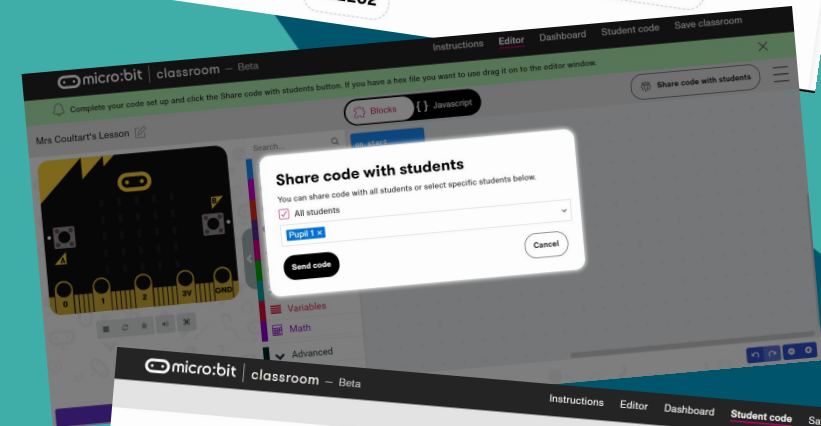 micro:bit | classroom – Beta
Instructions Editor Dashboard Student code Save classroom
Complete your code set up and click the Share code with students button. If you have a hex file you want to use drag it on to the editor window.
Mrs Coultart's Lesson
Blocks { } Javascript
Share code with students
Search...
on start
Share code with students
You can share code with all students or select specific students below.
All students
Pupil 1 ×
Send code
Cancel
A
B
0 1 2 3V GND
Variables
Math
Advanced
micro:bit | classroom – Beta
Instructions Editor Dashboard Student code